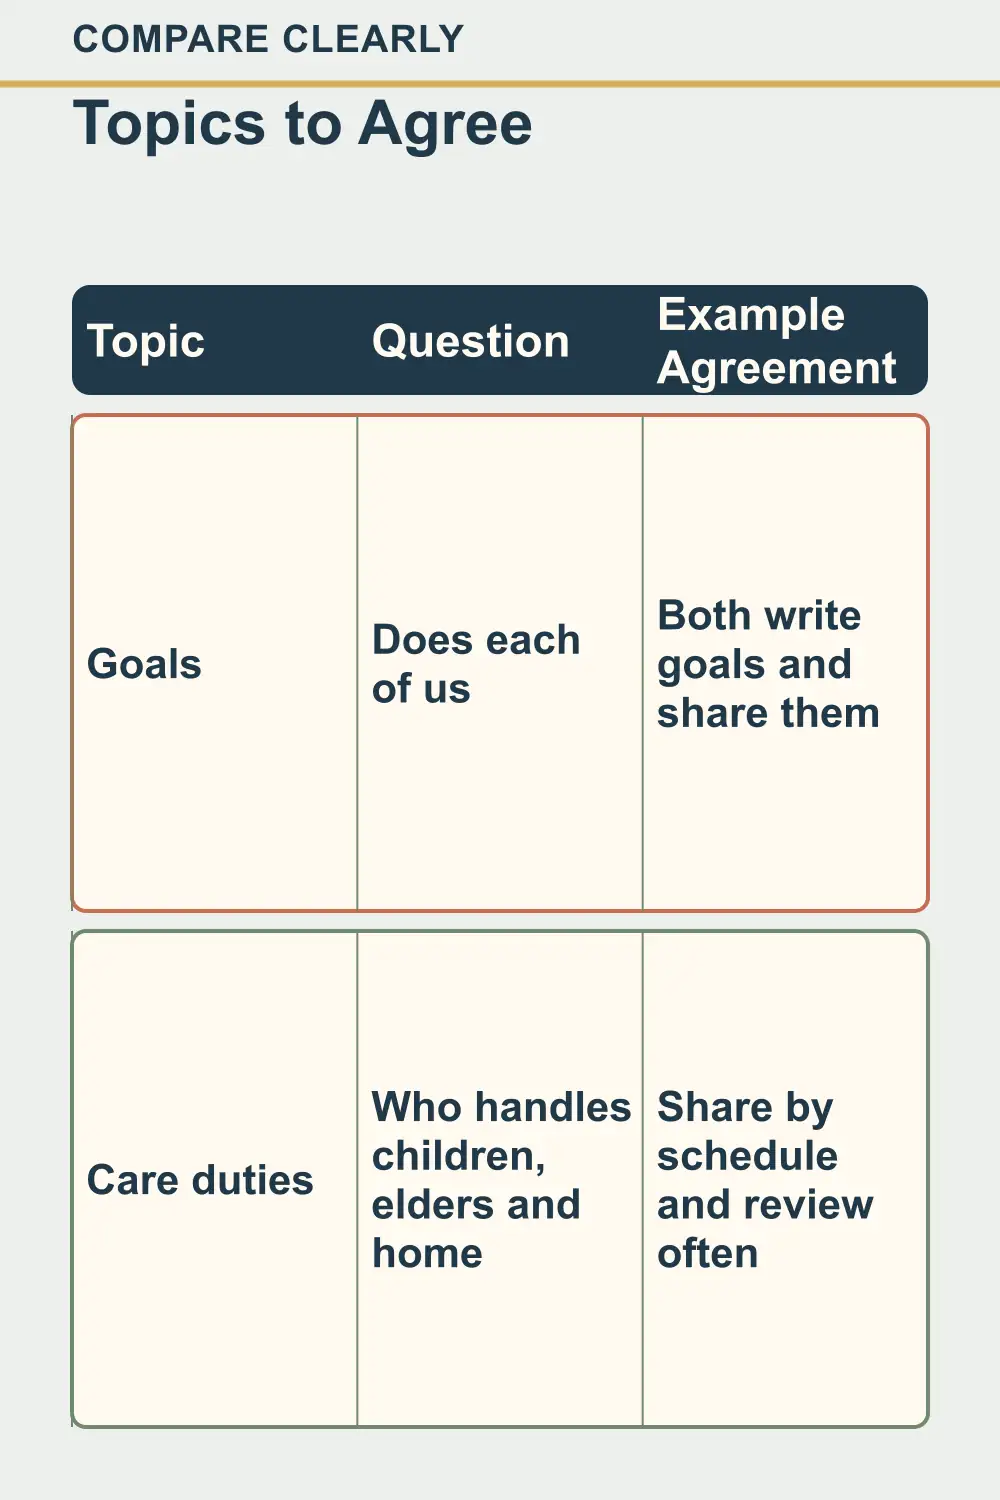 COMPARE CLEARLY
Topics to Agree
Topic
Question
Example
Agreement
Goals
Does each
of us
Both write
goals and
share them
Care duties
Who handles
children,
elders and
home
Share by
schedule
and review
often